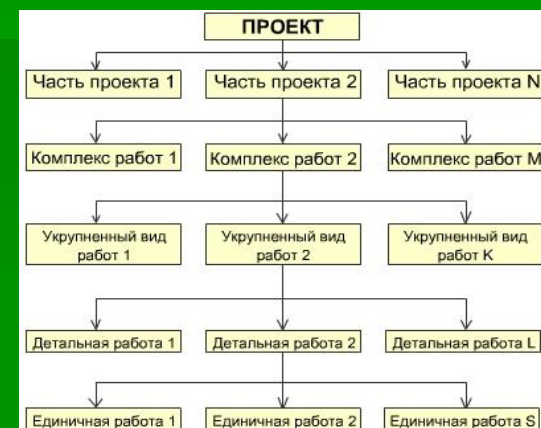 ПРОЕКТ
Часть проекта 1
Часть проекта 2
Часть проекта N
Комплекс работ 1
Комплекс работ 2
Комплекс работ M
Укрупненный вид
работ 1
Укрупненный вид
работ 2
Укрупненный вид
работ K
Детальная работа 1
Детальная работа 2
Детальная работа L
Единичная работа 1
Единичная работа 2
Единичная работа S